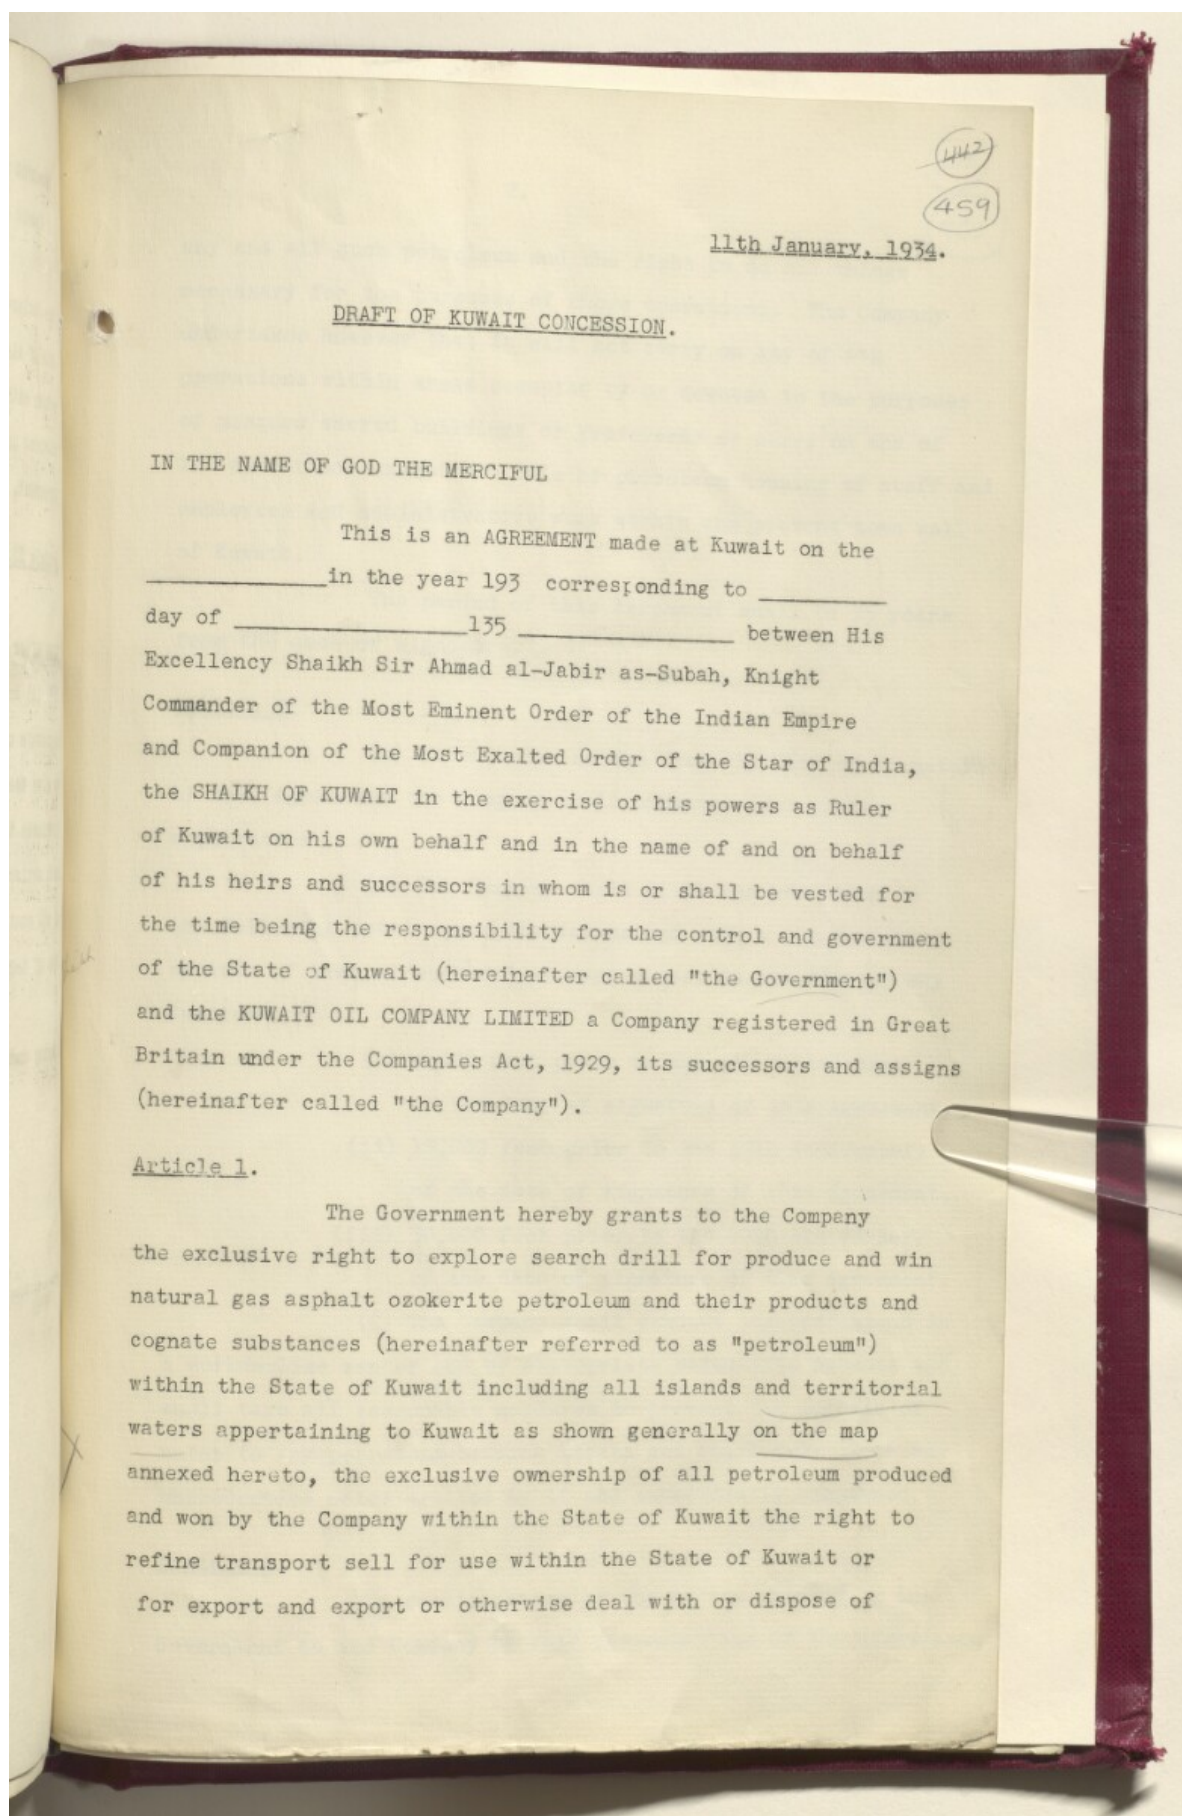 442
459
11th January, 1934.
DRAFT OF KUWAIT CONCESSION.
IN THE NAME OF GOD THE MERCIFUL
This is an AGREEMENT made at Kuwait on the
______________in the year 193  corresponding to __________
day of __________________135 _________________ between His
Excellency Shaikh Sir Ahmad al-Jabir as-Subah, Knight
Commander of the Most Eminent Order of the Indian Empire
and Companion of the Most Exalted Order of the Star of India,
the SHAIKH OF KUWAIT in the exercise of his powers as Ruler
of Kuwait on his own behalf and in the name of and on behalf
of his heirs and successors in whom is or shall be vested for
the time being the responsibility for the control and government
of the State of Kuwait (hereinafter called "the Government")
and the KUWAIT OIL COMPANY LIMITED a Company registered in Great
Britain under the Companies Act, 1929, its successors and assigns
(hereinafter called "the Company").
Article 1.
The Government hereby grants to the Company
the exclusive right to explore search drill for produce and win
natural gas asphalt ozokerite petroleum and their products and
cognate substances (hereinafter referred to as "petroleum")
within the State of Kuwait including all islands and territorial
waters appertaining to Kuwait as shown generally on the map
annexed hereto, the exclusive ownership of all petroleum produced
and won by the Company within the State of Kuwait the right to
refine transport sell for use within the State of Kuwait or
for export and export or otherwise deal with or dispose of